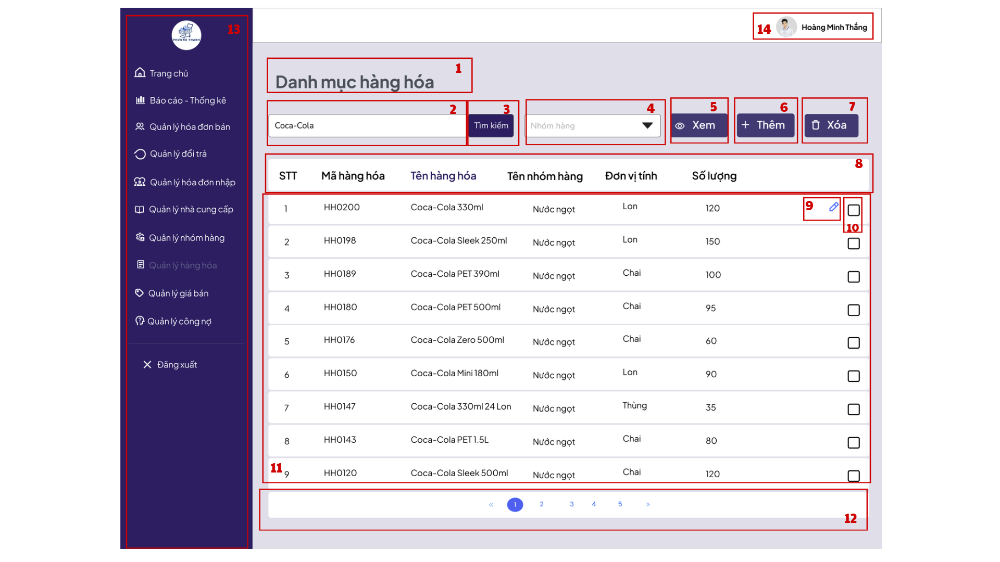 13
PHƯƠNG THANH
Trang chủ
Báo cáo - Thống kê
Quản lý hóa đơn bán
Quản lý đổi trả
Quản lý hóa đơn nhập
Quản lý nhà cung cấp
Quản lý nhóm hàng
Quản lý hàng hóa
Quản lý giá bán
Quản lý công nợ
Đăng xuất
14 Hoàng Minh Thắng
1
Danh mục hàng hóa
2 3 4 5 6 7
Coca-Cola Tìm kiếm Nhóm hàng Xem Thêm Xóa
8
STT Mã hàng hóa Tên hàng hóa Tên nhóm hàng Đơn vị tính Số lượng
1 HH0200 Coca-Cola 330ml Nước ngọt Lon 120 9
10
2 HH0198 Coca-Cola Sleek 250ml Nước ngọt Lon 150
3 HH0189 Coca-Cola PET 390ml Nước ngọt Chai 100
4 HH0180 Coca-Cola PET 500ml Nước ngọt Chai 95
5 HH0176 Coca-Cola Zero 500ml Nước ngọt Chai 60
6 HH0150 Coca-Cola Mini 180ml Nước ngọt Lon 90
7 HH0147 Coca-Cola 330ml 24 Lon Nước ngọt Thùng 35
8 HH0143 Coca-Cola PET 1.5L Nước ngọt Chai 80
11
9 HH0120 Coca-Cola Sleek 500ml Nước ngọt Chai 120
« 1 2 3 4 5 »
12